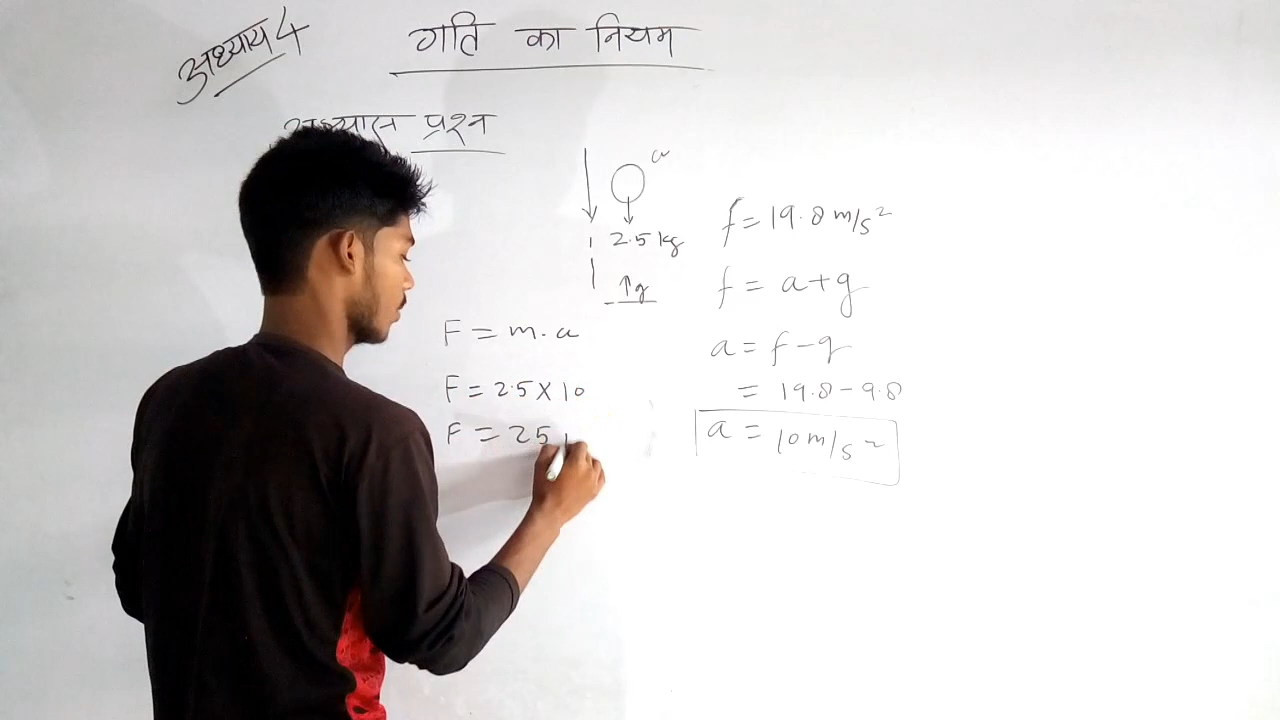 अध्याय 4
गति का नियम
अभ्यास प्रश्न
a
2.5 kg
↑g
f = 19.8 m/s²
f = a+g
a = f-g
= 19.8 - 9.8
a = 10 m/s²
F = m. a
F = 2.5 x 10
F = 25